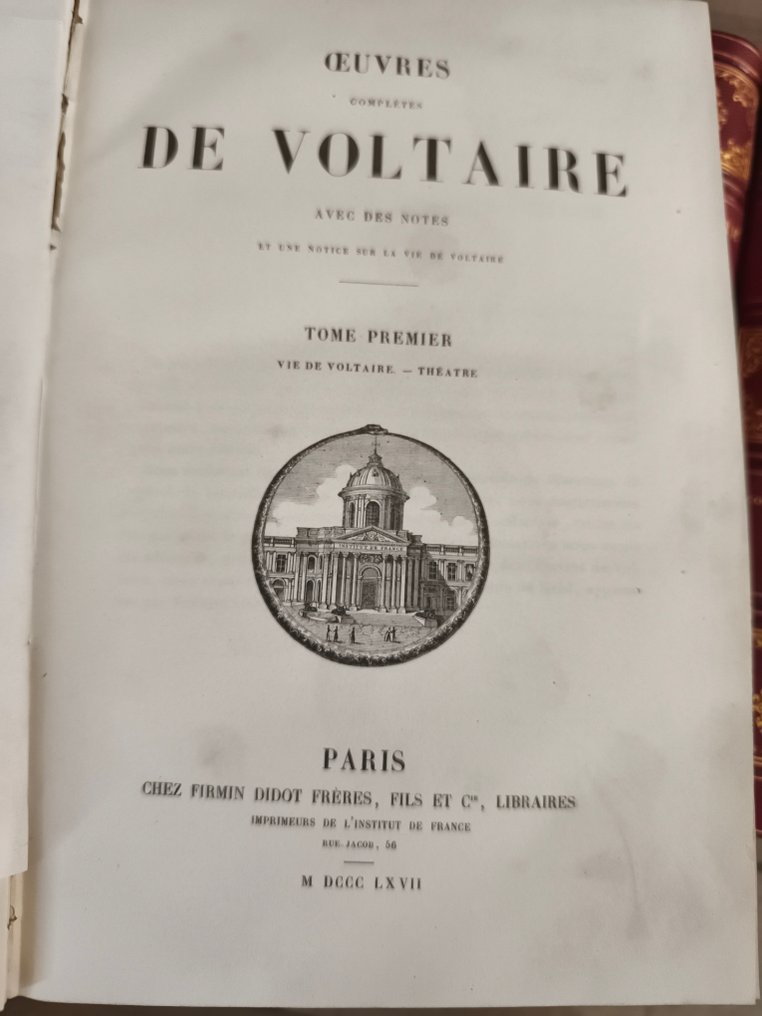 ŒUVRES
COMPLÈTES
DE VOLTAIRE
AVEC DES NOTES
ET UNE NOTICE SUR LA VIE DE VOLTAIRE
TOME PREMIER
VIE DE VOLTAIRE. — THÉATRE
INSTITUT DE FRANCE
PARIS
CHEZ FIRMIN DIDOT FRÈRES, FILS ET Cie, LIBRAIRES
IMPRIMEURS DE L'INSTITUT DE FRANCE
RUE JACOB, 56
M DCCC LXVII